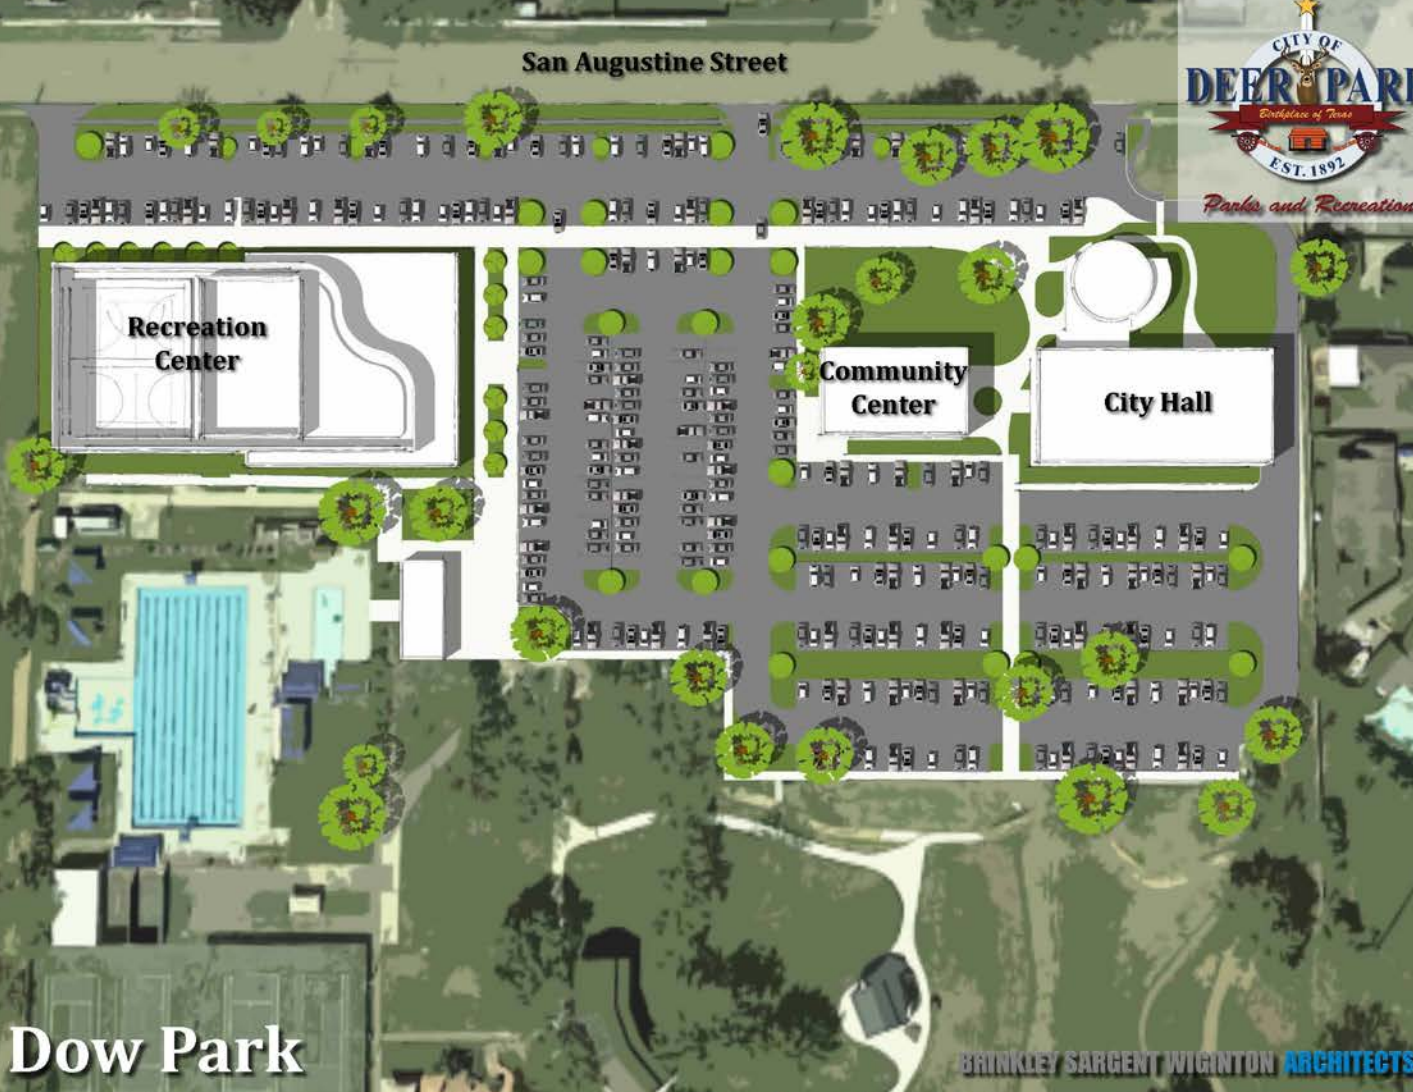 San Augustine Street
CITY OF
DEER PARK
Birthplace of Texas
EST. 1892
Parks and Recreation
Recreation
Center
Community
Center
City Hall
Dow Park
BRINKLEY SARGENT WIGINTON ARCHITECTS